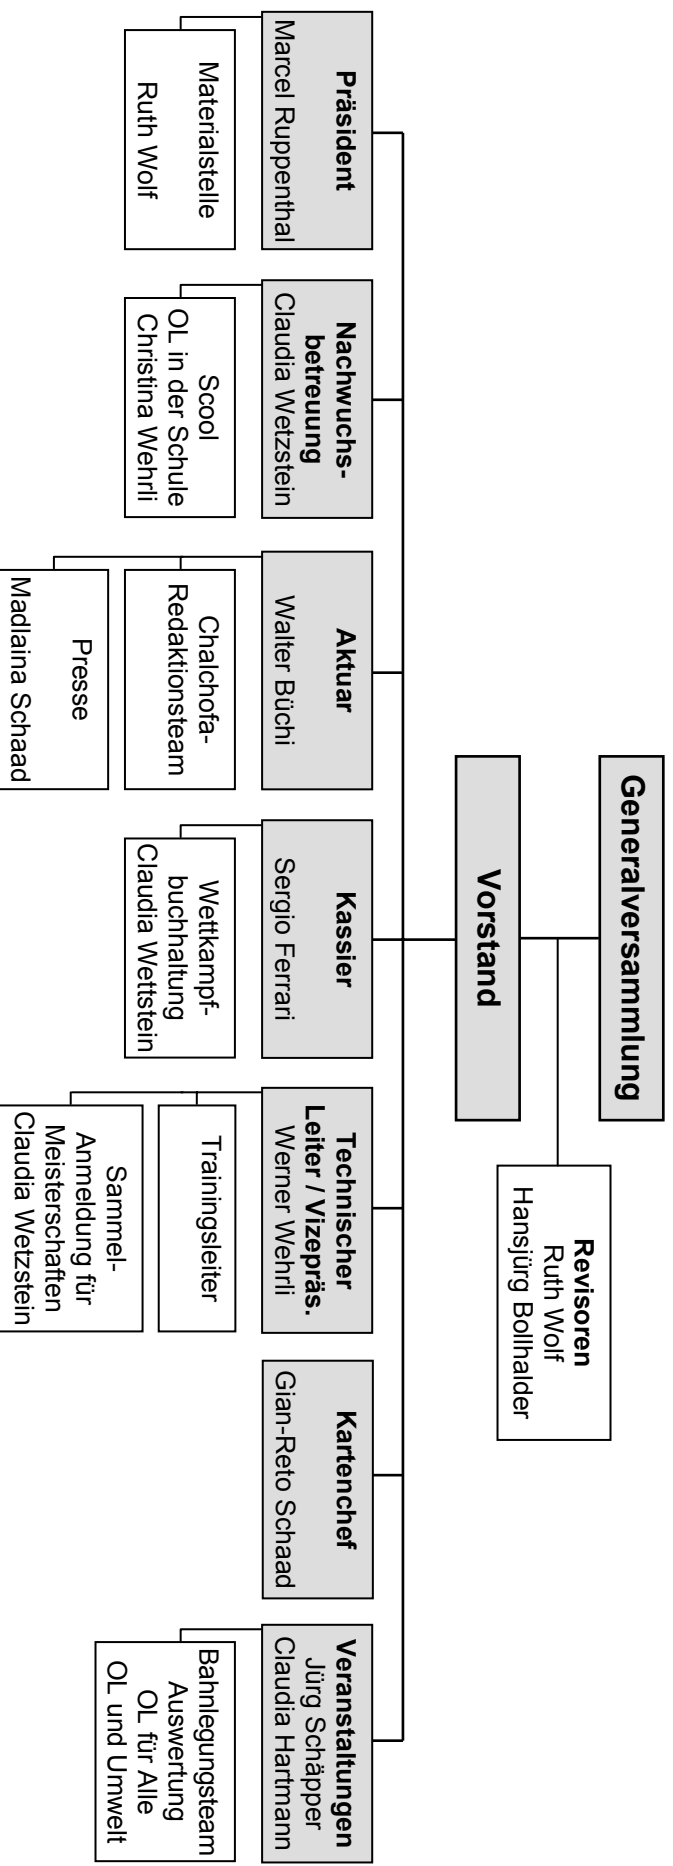 Generalversammlung
Revisoren
Ruth Wolf
Hansjürg Bollhalder
Vorstand
Präsident
Marcel Ruppenthal
Materialstelle
Ruth Wolf
Nachwuchs-
betreuung
Claudia Wetzstein
Scool
OL in der Schule
Christina Wehrli
Aktuar
Walter Büchi
Chalchofa-
Redaktionsteam
Presse
Madlaina Schaad
Kassier
Sergio Ferrari
Wettkampf-
buchhaltung
Claudia Wettstein
Technischer
Leiter / Vizepräs.
Werner Wehrli
Trainingsleiter
Sammel-
Anmeldung für
Meisterschaften
Claudia Wetzstein
Kartenchef
Gian-Reto Schaad
Veranstaltungen
Jürg Schäpper
Claudia Hartmann
Bahnlegungsteam
Auswertung
OL für Alle
OL und Umwelt